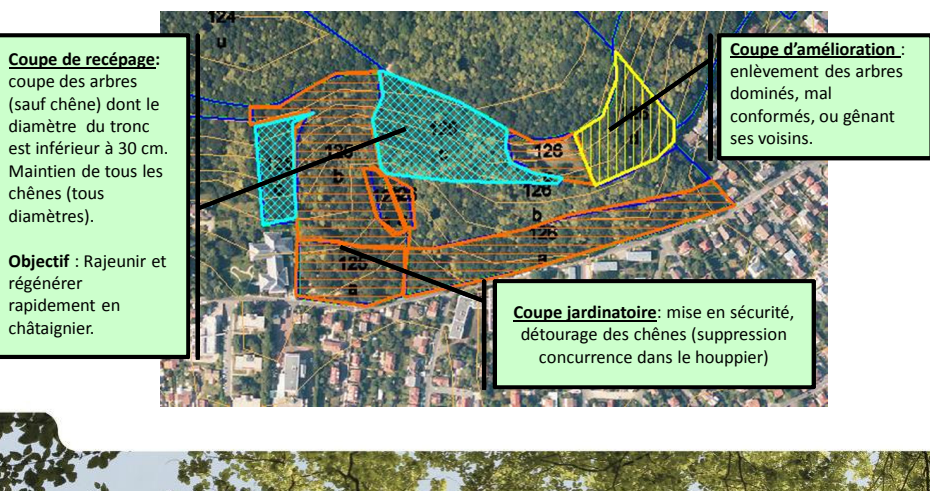 124
u
Coupe de recépage:
coupe des arbres
(sauf chêne) dont le
diamètre du tronc
est inférieur à 30 cm.
Maintien de tous les
chênes (tous
diamètres).
Objectif : Rajeunir et
régénérer
rapidement en
châtaignier.
Coupe d'amélioration :
enlèvement des arbres
dominés, mal
conformés, ou gênant
ses voisins.
126
d
126
c
126
126
b
126
b
126
a
126
a
Coupe jardinatoire: mise en sécurité,
détourage des chênes (suppression
concurrence dans le houppier)